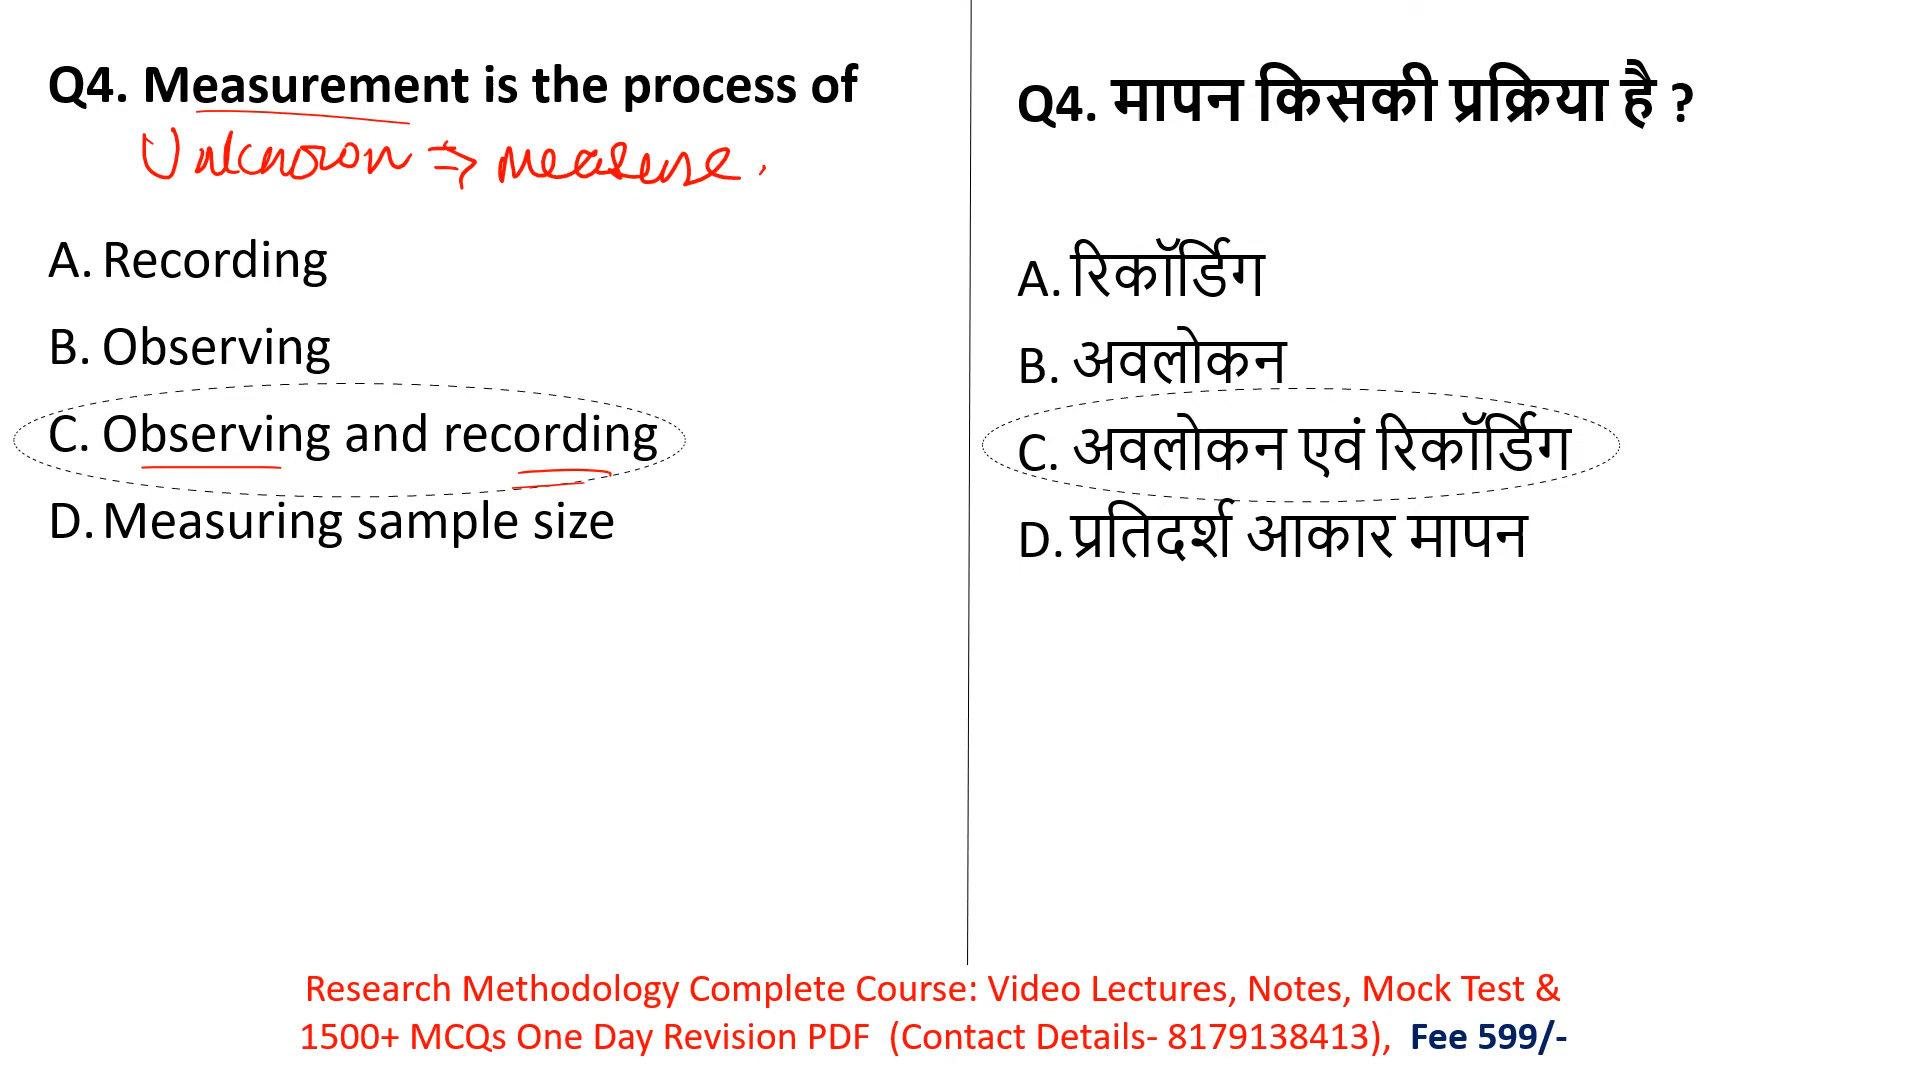 Q4. Measurement is the process of
Unknown ⇒ measure.
A. Recording
B. Observing
C. Observing and recording
D. Measuring sample size
Q4. मापन किसकी प्रक्रिया है ?
A. रिकॉर्डिग
B. अवलोकन
C. अवलोकन एवं रिकॉर्डिग
D. प्रतिदर्श आकार मापन
Research Methodology Complete Course: Video Lectures, Notes, Mock Test &
1500+ MCQs One Day Revision PDF (Contact Details- 8179138413), Fee 599/-